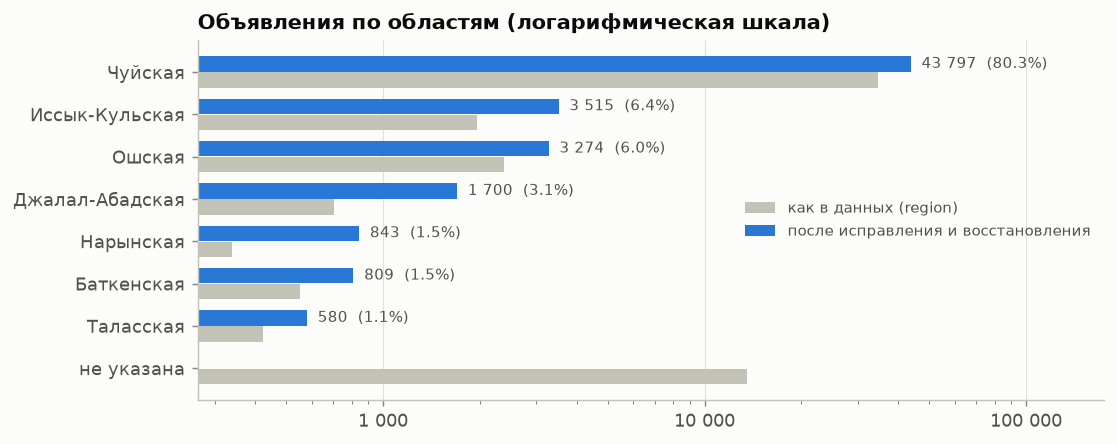 Объявления по областям (логарифмическая шкала)
Чуйская
43 797 (80.3%)
Иссык-Кульская
3 515 (6.4%)
Ошская
3 274 (6.0%)
Джалал-Абадская
1 700 (3.1%)
Нарынская
843 (1.5%)
Баткенская
809 (1.5%)
Таласская
580 (1.1%)
не указана
как в данных (region)
после исправления и восстановления
1 000
10 000
100 000